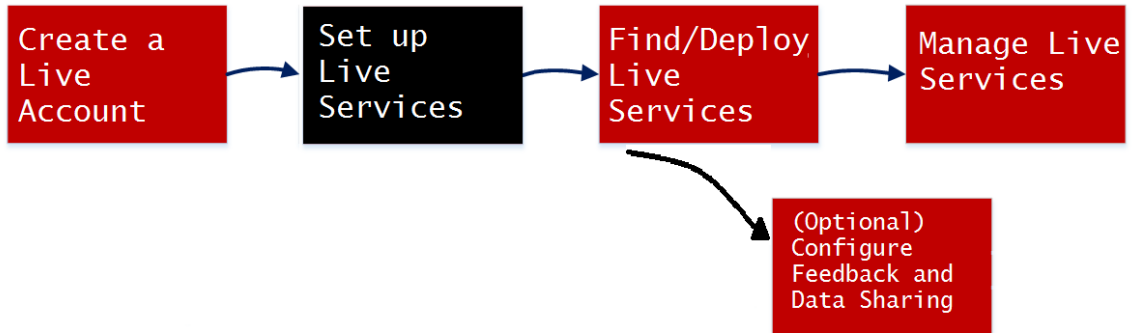 Create a
Live
Account
Set up
Live
Services
Find/Deploy
Live
Services
Manage Live
Services
(Optional)
Configure
Feedback and
Data Sharing